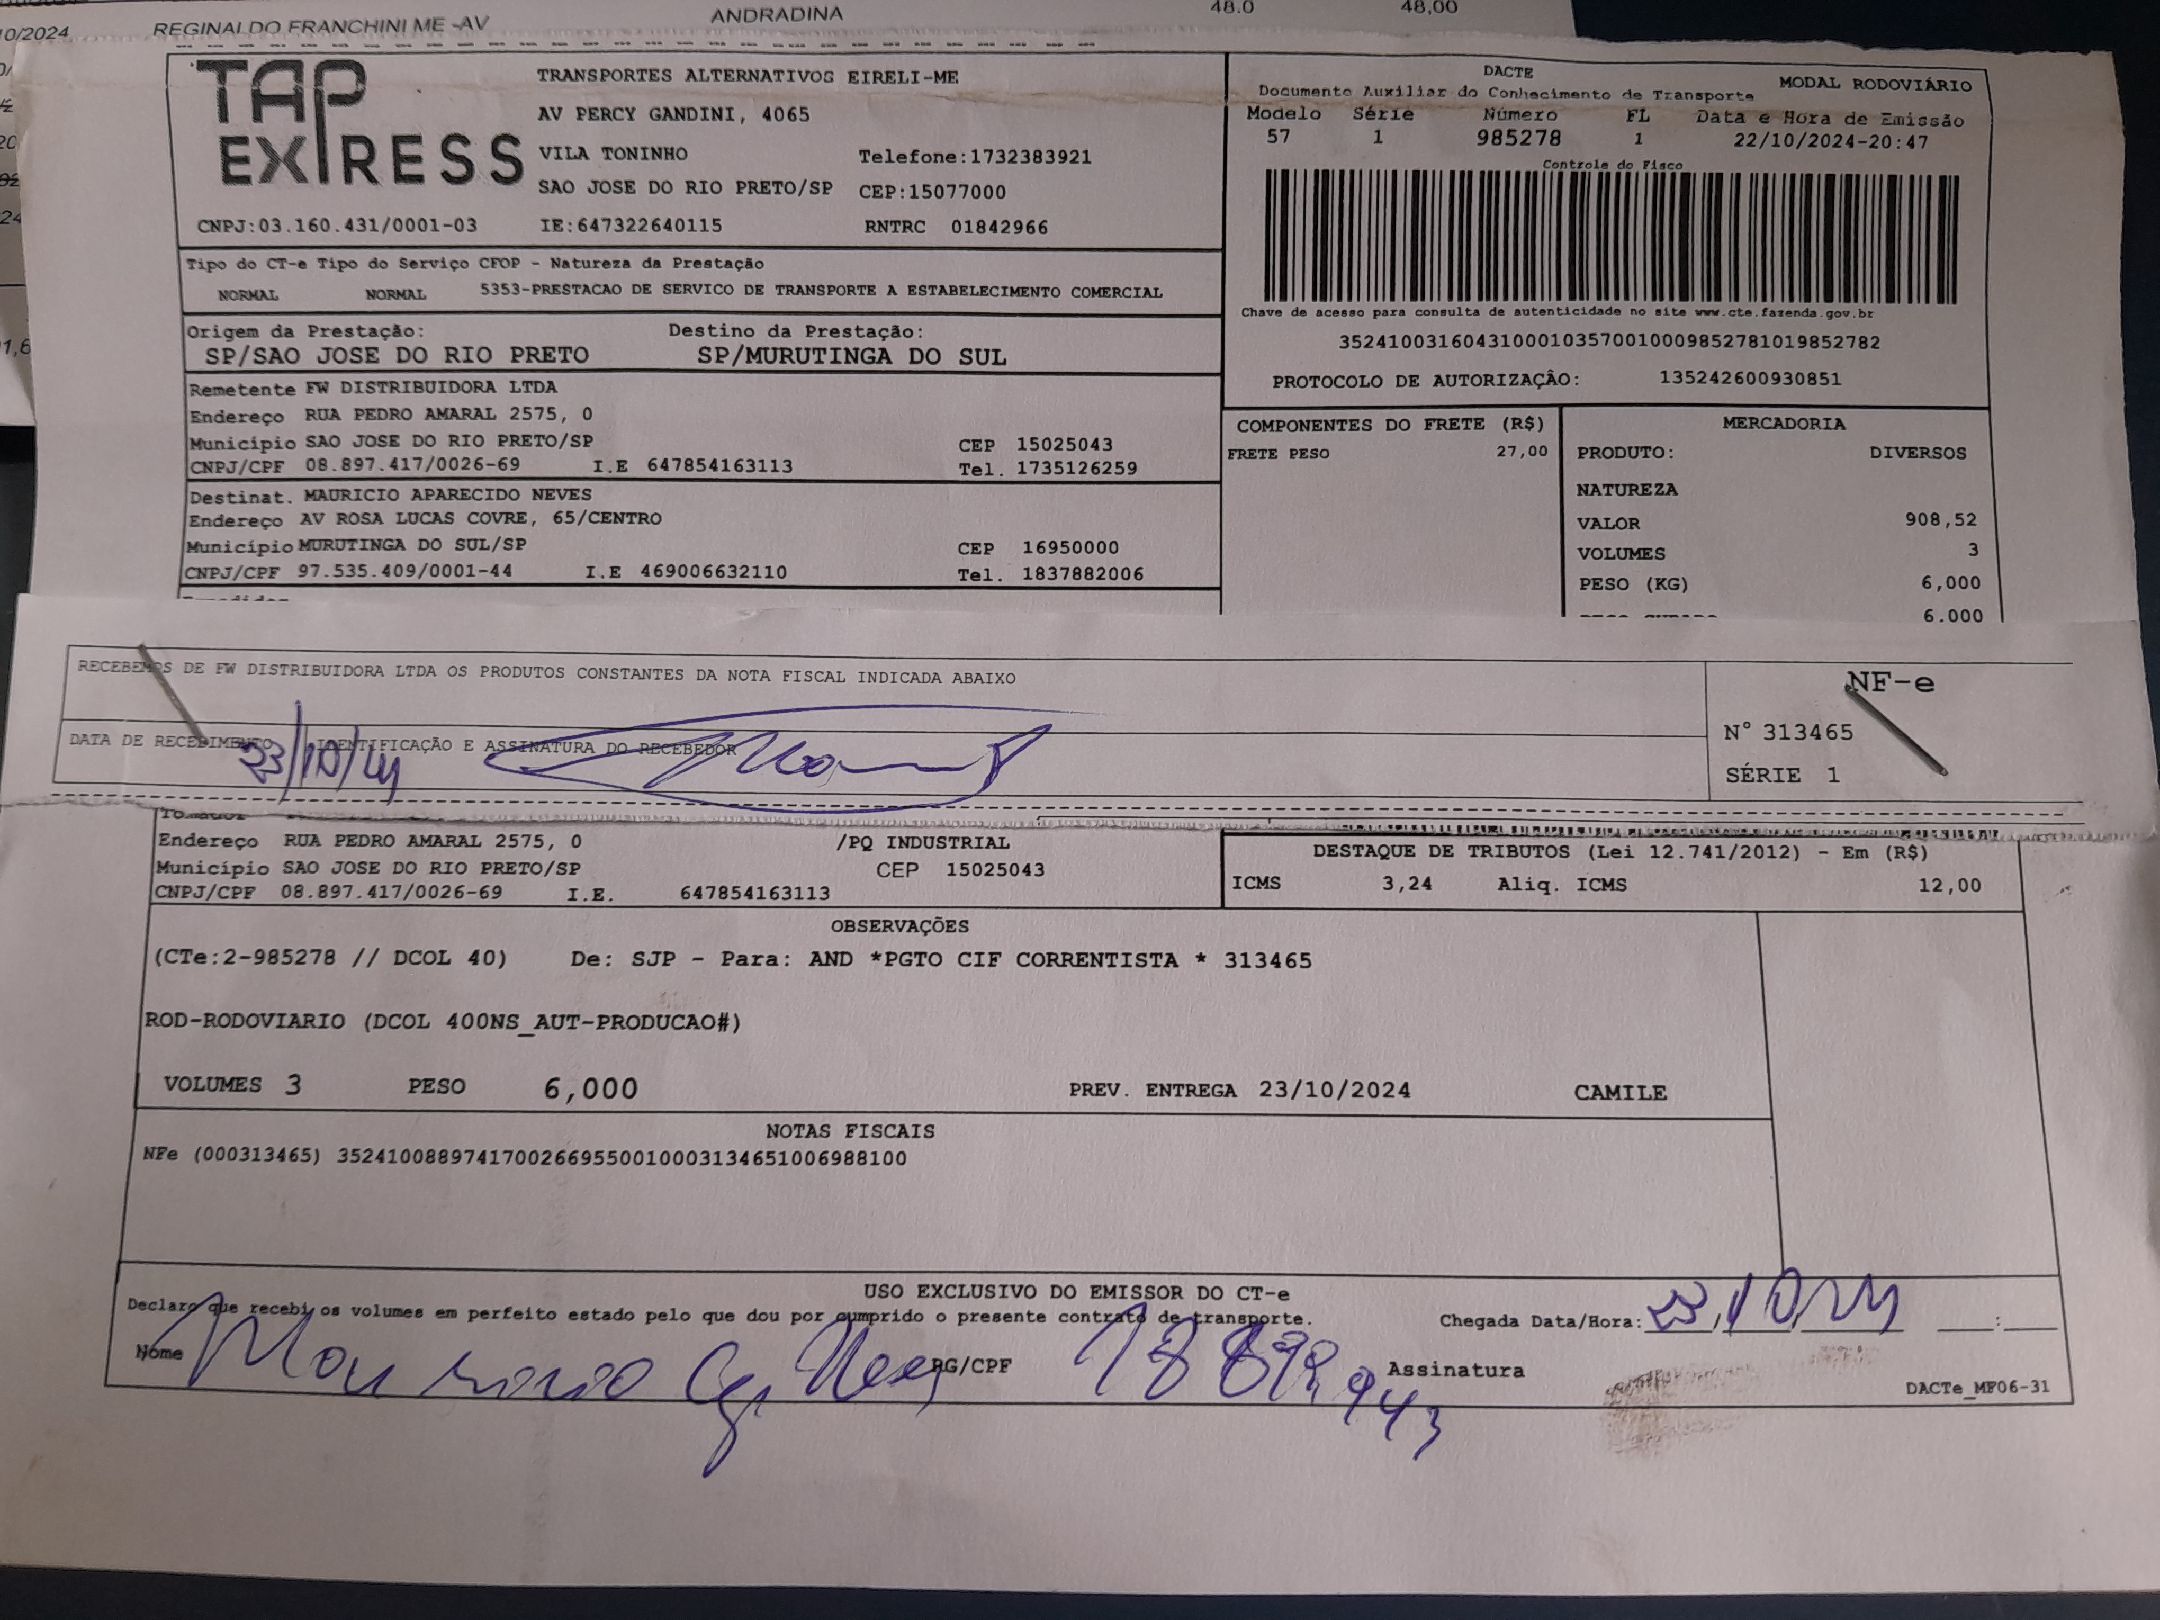 10/2024 REGINALDO FRANCHINI ME -AV ANDRADINA 48.0 48,00
TAP EXPRESS
TRANSPORTES ALTERNATIVOS EIRELI-ME
AV PERCY GANDINI, 4065
VILA TONINHO Telefone:1732383921
SAO JOSE DO RIO PRETO/SP CEP:15077000
CNPJ:03.160.431/0001-03 IE:647322640115 RNTRC 01842966
DACTE MODAL RODOVIÁRIO
Documento Auxiliar do Conhecimento de Transporte
Modelo Série Número FL Data e Hora de Emissão
57 1 985278 1 22/10/2024-20:47
Controle do Fisco
Chave de acesso para consulta de autenticidade no site www.cte.fazenda.gov.br
35241003160431000103570010009852781019852782
PROTOCOLO DE AUTORIZAÇÃO: 135242600930851
Tipo do CT-e Tipo do Serviço CFOP - Natureza da Prestação
NORMAL NORMAL 5353-PRESTACAO DE SERVICO DE TRANSPORTE A ESTABELECIMENTO COMERCIAL
Origem da Prestação: Destino da Prestação:
SP/SAO JOSE DO RIO PRETO SP/MURUTINGA DO SUL
Remetente FW DISTRIBUIDORA LTDA
Endereço RUA PEDRO AMARAL 2575, 0
Município SAO JOSE DO RIO PRETO/SP CEP 15025043
CNPJ/CPF 08.897.417/0026-69 I.E 647854163113 Tel. 1735126259
Destinat. MAURICIO APARECIDO NEVES
Endereço AV ROSA LUCAS COVRE, 65/CENTRO
Município MURUTINGA DO SUL/SP CEP 16950000
CNPJ/CPF 97.535.409/0001-44 I.E 469006632110 Tel. 1837882006
COMPONENTES DO FRETE (R$)
FRETE PESO 27,00
MERCADORIA
PRODUTO: DIVERSOS
NATUREZA
VALOR 908,52
VOLUMES 3
PESO (KG) 6,000
6.000
RECEBEMOS DE FW DISTRIBUIDORA LTDA OS PRODUTOS CONSTANTES DA NOTA FISCAL INDICADA ABAIXO
DATA DE RECEBIMENTO IDENTIFICAÇÃO E ASSINATURA DO RECEBEDOR
23/10/24
NF-e
N° 313465
SÉRIE 1
Tomador
Endereço RUA PEDRO AMARAL 2575, 0 /PQ INDUSTRIAL
Município SAO JOSE DO RIO PRETO/SP CEP 15025043
CNPJ/CPF 08.897.417/0026-69 I.E. 647854163113
DESTAQUE DE TRIBUTOS (Lei 12.741/2012) - Em (R$)
ICMS 3,24 Aliq. ICMS 12,00
OBSERVAÇÕES
(CTe:2-985278 // DCOL 40) De: SJP - Para: AND *PGTO CIF CORRENTISTA * 313465
ROD-RODOVIARIO (DCOL 400NS_AUT-PRODUCAO#)
VOLUMES 3 PESO 6,000 PREV. ENTREGA 23/10/2024 CAMILE
NOTAS FISCAIS
NFe (000313465) 35241008897417002669550010003134651006988100
USO EXCLUSIVO DO EMISSOR DO CT-e
Declaro que recebi os volumes em perfeito estado pelo que dou por cumprido o presente contrato de transporte.
Chegada Data/Hora: 23/10/24 :
Nome Mauricio Ap. Neves RG/CPF 18 898,943 Assinatura
DACTe_MF06-31